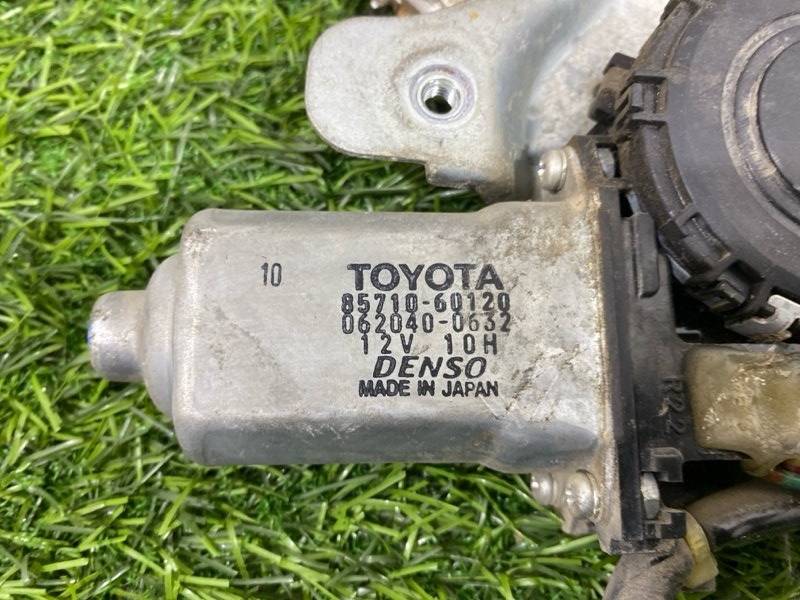 10
TOYOTA
85710-60120
062040-0632
12V 10H
DENSO
MADE IN JAPAN
R22